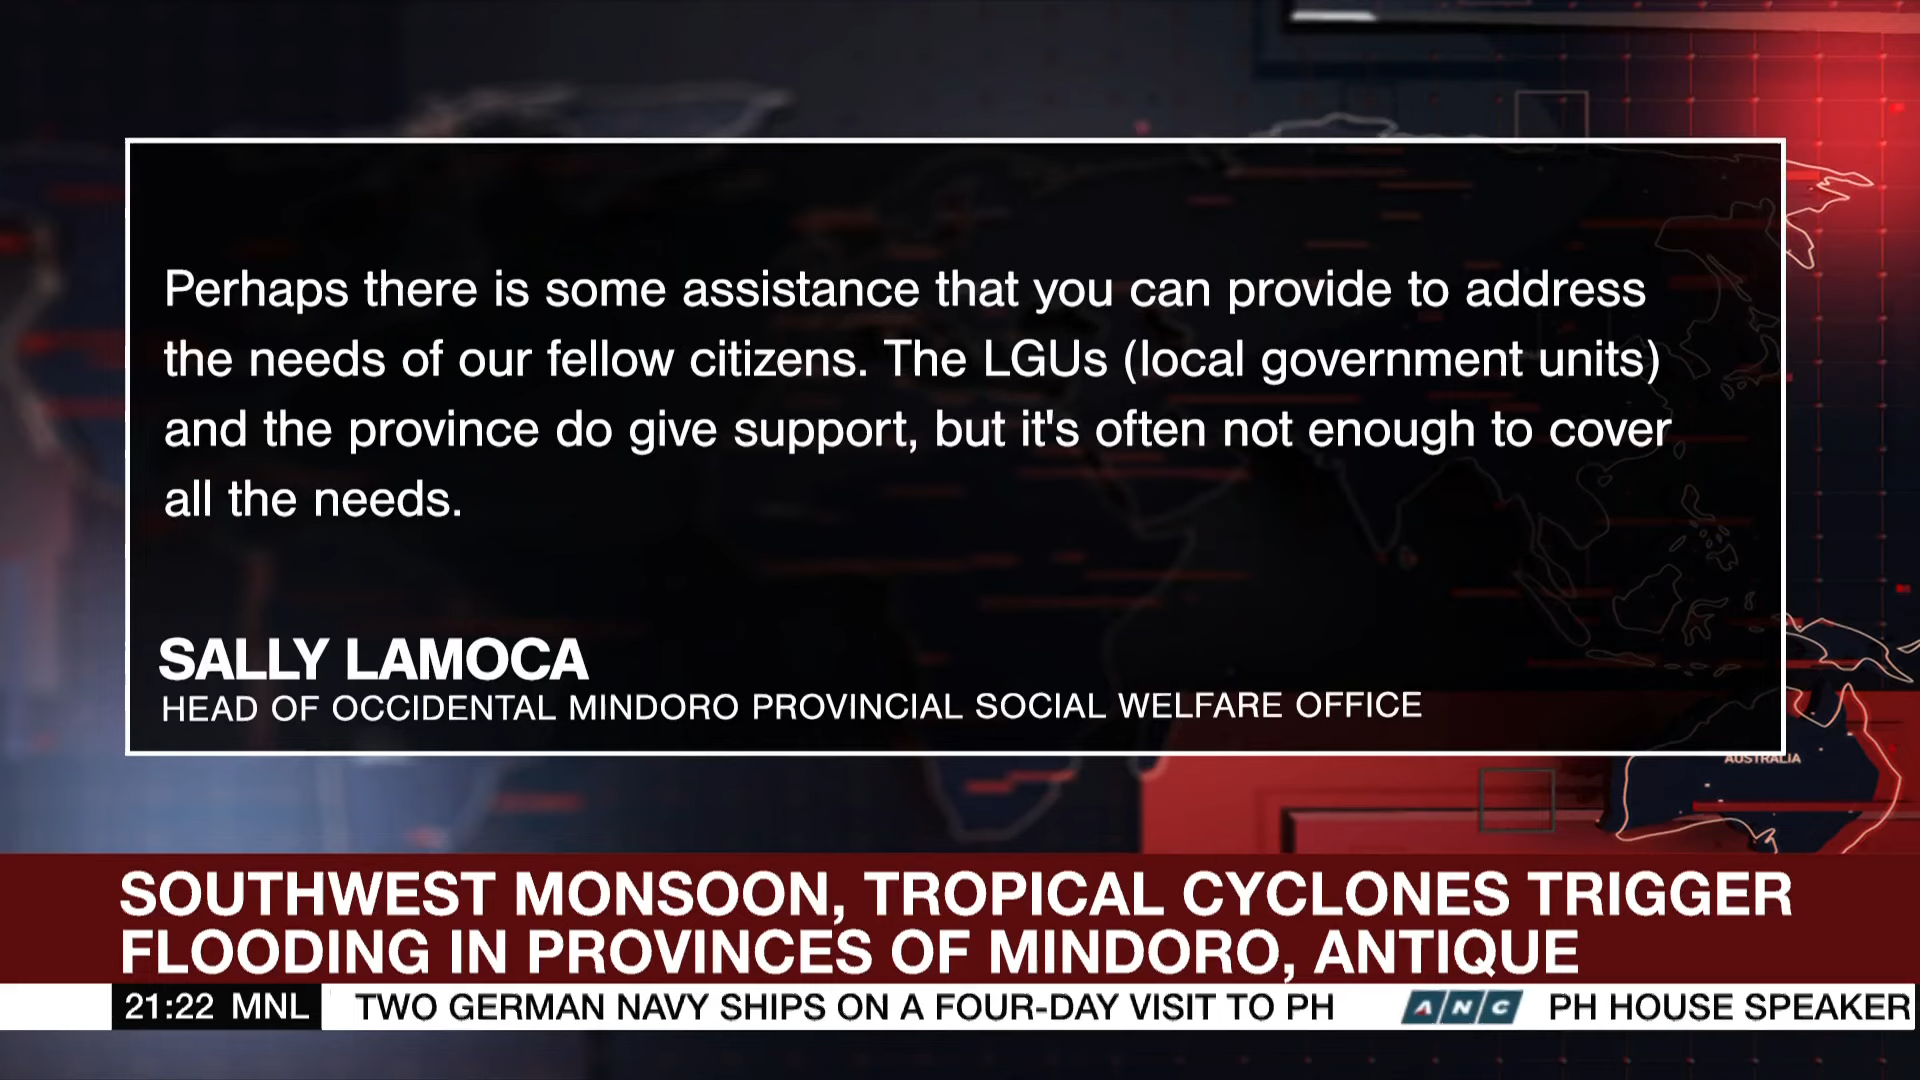 Perhaps there is some assistance that you can provide to address
the needs of our fellow citizens. The LGUs (local government units)
and the province do give support, but it's often not enough to cover
all the needs.
SALLY LAMOCA
HEAD OF OCCIDENTAL MINDORO PROVINCIAL SOCIAL WELFARE OFFICE
AUSTRALIA
SOUTHWEST MONSOON, TROPICAL CYCLONES TRIGGER
FLOODING IN PROVINCES OF MINDORO, ANTIQUE
21:22 MNL TWO GERMAN NAVY SHIPS ON A FOUR-DAY VISIT TO PH ANC PH HOUSE SPEAKER